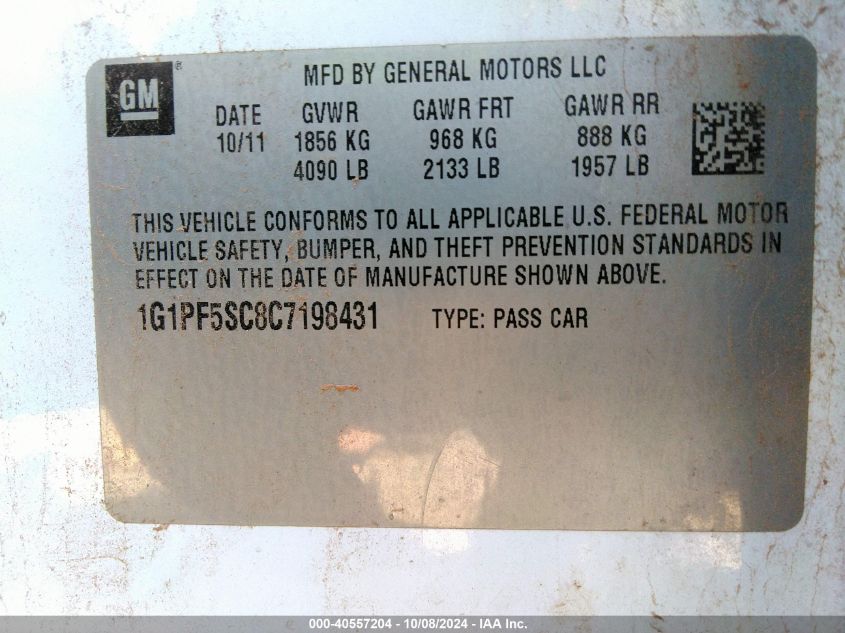 GM ®
MFD BY GENERAL MOTORS LLC
DATE GVWR GAWR FRT GAWR RR
10/11 1856 KG 968 KG 888 KG
4090 LB 2133 LB 1957 LB
THIS VEHICLE CONFORMS TO ALL APPLICABLE U.S. FEDERAL MOTOR
VEHICLE SAFETY, BUMPER, AND THEFT PREVENTION STANDARDS IN
EFFECT ON THE DATE OF MANUFACTURE SHOWN ABOVE.
1G1PF5SC8C7198431 TYPE: PASS CAR
000-40557204 - 10/08/2024 - IAA Inc.